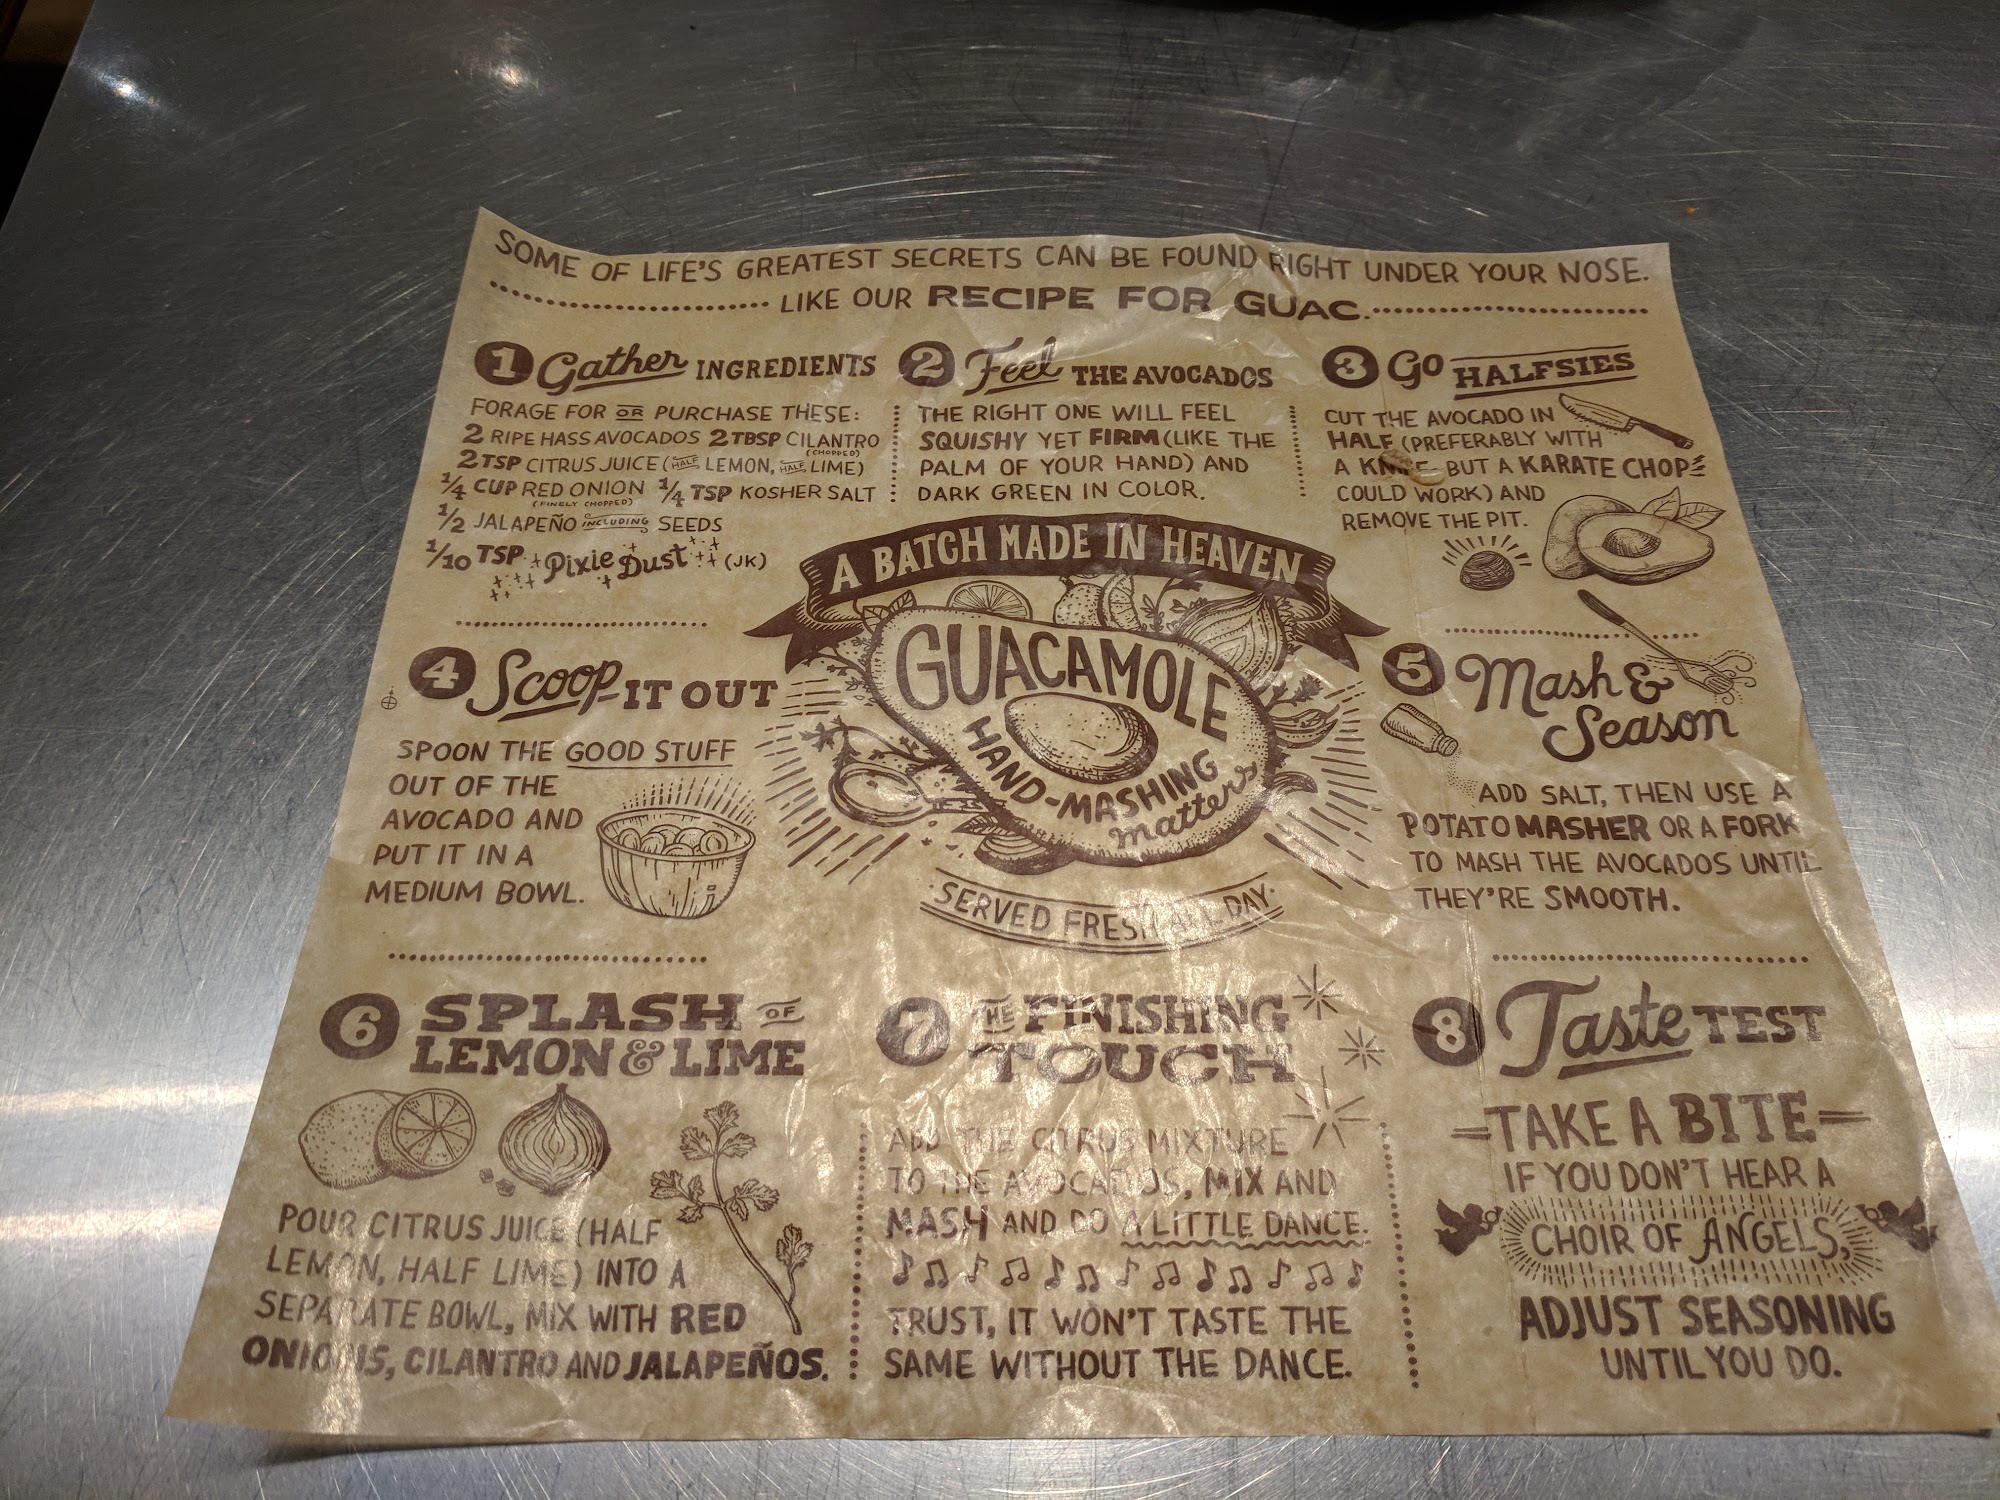 SOME OF LIFE'S GREATEST SECRETS CAN BE FOUND RIGHT UNDER YOUR NOSE.
LIKE OUR RECIPE FOR GUAC.
1 Gather INGREDIENTS
FORAGE FOR OR PURCHASE THESE:
2 RIPE HASS AVOCADOS 2 TBSP CILANTRO
(CHOPPED)
2 TSP CITRUS JUICE (HALF LEMON, HALF LIME)
1/4 CUP RED ONION 1/4 TSP KOSHER SALT
(FINELY CHOPPED)
1/2 JALAPEÑO INCLUDING SEEDS
1/10 TSP Pixie Dust (JK)
2 Feel THE AVOCADOS
THE RIGHT ONE WILL FEEL
SQUISHY YET FIRM (LIKE THE
PALM OF YOUR HAND) AND
DARK GREEN IN COLOR.
3 GO HALFSIES
CUT THE AVOCADO IN
HALF (PREFERABLY WITH
A KNIFE BUT A KARATE CHOP
COULD WORK) AND
REMOVE THE PIT.
A BATCH MADE IN HEAVEN
GUACAMOLE
HAND-MASHING
matters
SERVED FRESH ALL DAY
4 Scoop IT OUT
SPOON THE GOOD STUFF
OUT OF THE
AVOCADO AND
PUT IT IN A
MEDIUM BOWL.
5 Mash &
Season
ADD SALT, THEN USE A
POTATO MASHER OR A FORK
TO MASH THE AVOCADOS UNTIL
THEY'RE SMOOTH.
6 SPLASH OF
LEMON & LIME
POUR CITRUS JUICE (HALF
LEMON, HALF LIME) INTO A
SEPARATE BOWL, MIX WITH RED
ONIONS, CILANTRO AND JALAPEÑOS.
7 THE FINISHING
TOUCH
ADD THE CITRUS MIXTURE
TO THE AVOCADOS, MIX AND
MASH AND DO A LITTLE DANCE.
TRUST, IT WON'T TASTE THE
SAME WITHOUT THE DANCE.
8 Taste TEST
TAKE A BITE
IF YOU DON'T HEAR A
CHOIR OF ANGELS,
ADJUST SEASONING
UNTIL YOU DO.